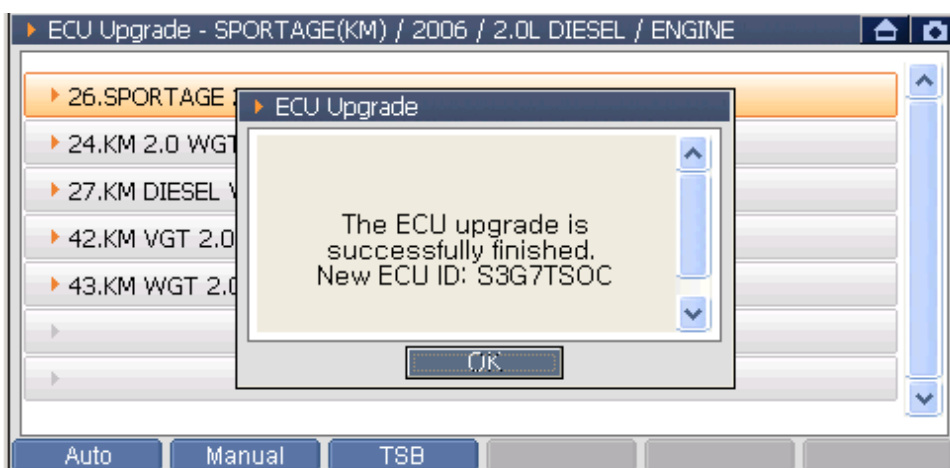 ECU Upgrade - SPORTAGE(KM) / 2006 / 2.0L DIESEL / ENGINE
26.SPORTAGE
ECU Upgrade
24.KM 2.0 WGT
27.KM DIESEL
42.KM VGT 2.0
43.KM WGT 2.0
The ECU upgrade is
successfully finished.
New ECU ID: S3G7TSOC
OK
Auto Manual TSB